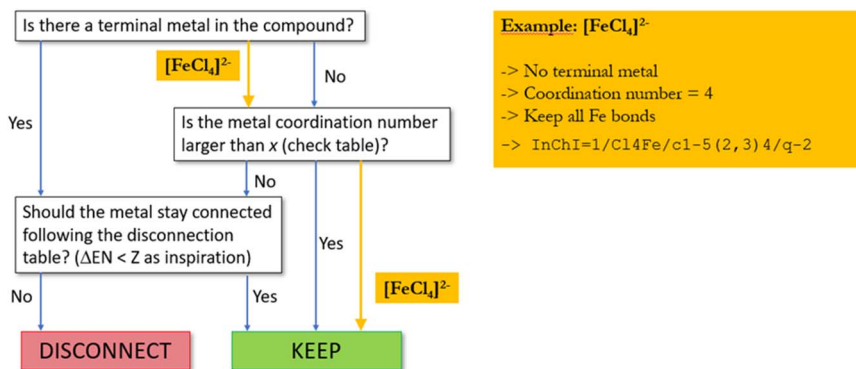 Is there a terminal metal in the compound?
[FeCl₄]²⁻
No
Yes
Is the metal coordination number
larger than x (check table)?
No
Should the metal stay connected
following the disconnection
table? (ΔEN < Z as inspiration)
Yes
No
Yes
[FeCl₄]²⁻
DISCONNECT
KEEP
Example: [FeCl₄]²⁻
-> No terminal metal
-> Coordination number = 4
-> Keep all Fe bonds
-> InChI=1/Cl4Fe/c1-5(2,3)4/q-2